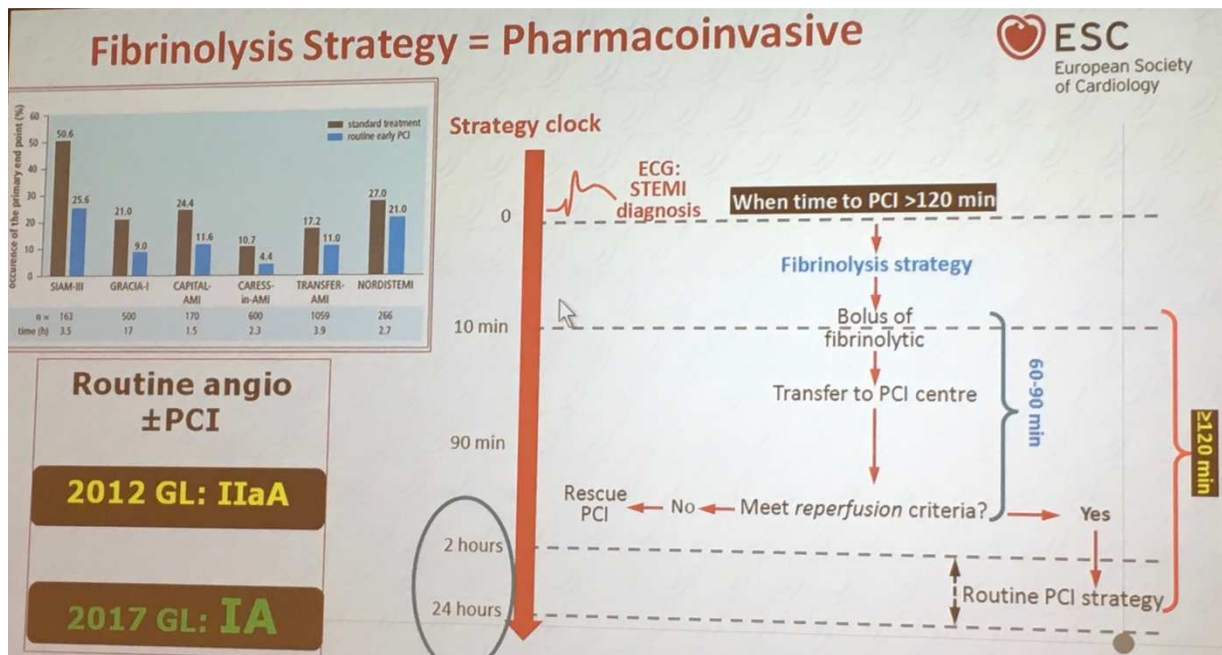 Fibrinolysis Strategy = Pharmacoinvasive
ESC
European Society
of Cardiology
occurence of the primary end point (%)
60
50
40
30
20
10
0
standard treatment
routine early PCI
50.6
25.6
21.0
9.0
24.4
11.6
10.7
4.4
17.2
11.0
27.0
21.0
SIAM-III GRACIA-I CAPITAL- CARESS- TRANSFER- NORDISTEMI
AMI in-AMI AMI
n = 163 500 170 600 1059 266
time (h) 3.5 17 1.5 2.3 3.9 2.7
Routine angio
±PCI
2012 GL: IIaA
2017 GL: IA
Strategy clock
ECG:
STEMI
diagnosis
When time to PCI >120 min
0
Fibrinolysis strategy
10 min
Bolus of
fibrinolytic
Transfer to PCI centre
60-90 min
≥120 min
90 min
Rescue
PCI
No
Meet reperfusion criteria?
Yes
2 hours
Routine PCI strategy
24 hours